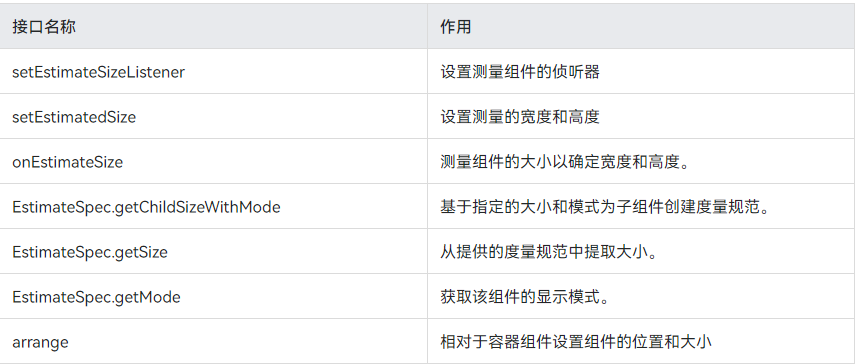 接口名称 作用
setEstimateSizeListener 设置测量组件的侦听器
setEstimatedSize 设置测量的宽度和高度
onEstimateSize 测量组件的大小以确定宽度和高度。
EstimateSpec.getChildSizeWithMode 基于指定的大小和模式为子组件创建度量规范。
EstimateSpec.getSize 从提供的度量规范中提取大小。
EstimateSpec.getMode 获取该组件的显示模式。
arrange 相对于容器组件设置组件的位置和大小